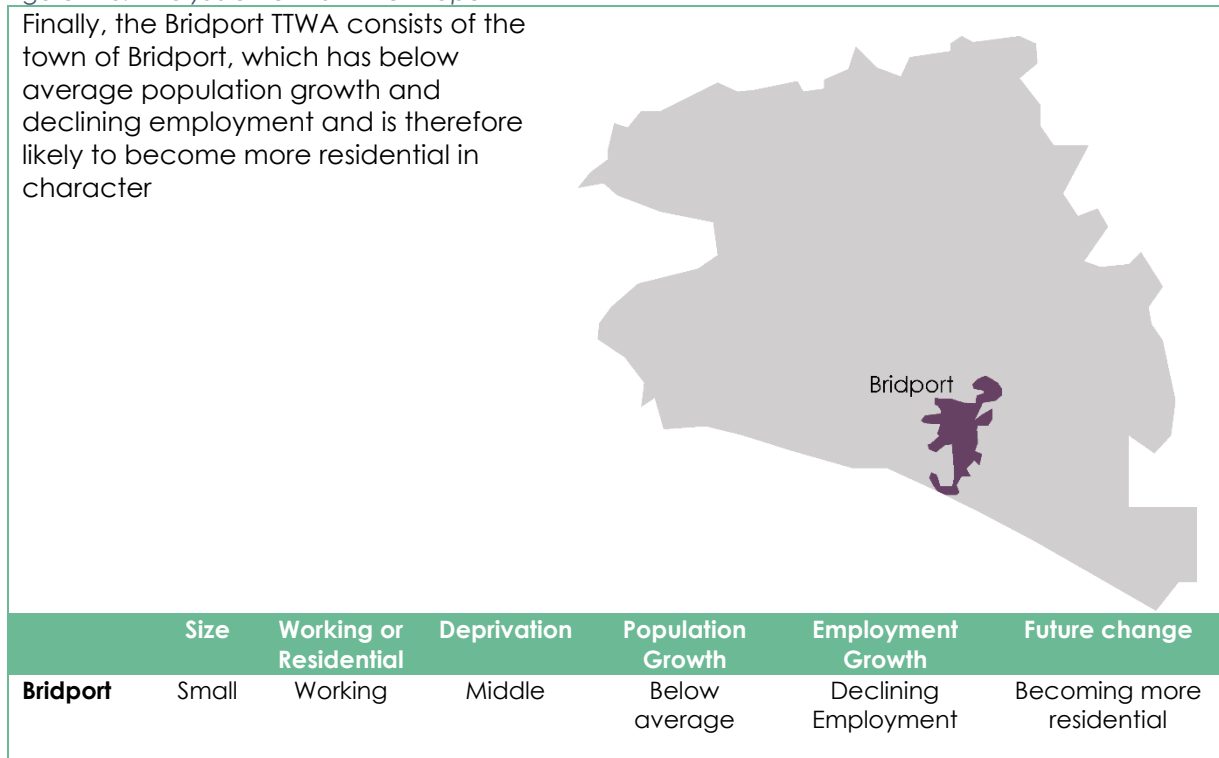 Finally, the Bridport TTWA consists of the
town of Bridport, which has below
average population growth and
declining employment and is therefore
likely to become more residential in
character
Bridport
Size Working or Residential Deprivation Population Growth Employment Growth Future change
Bridport Small Working Middle Below average Declining Employment Becoming more residential